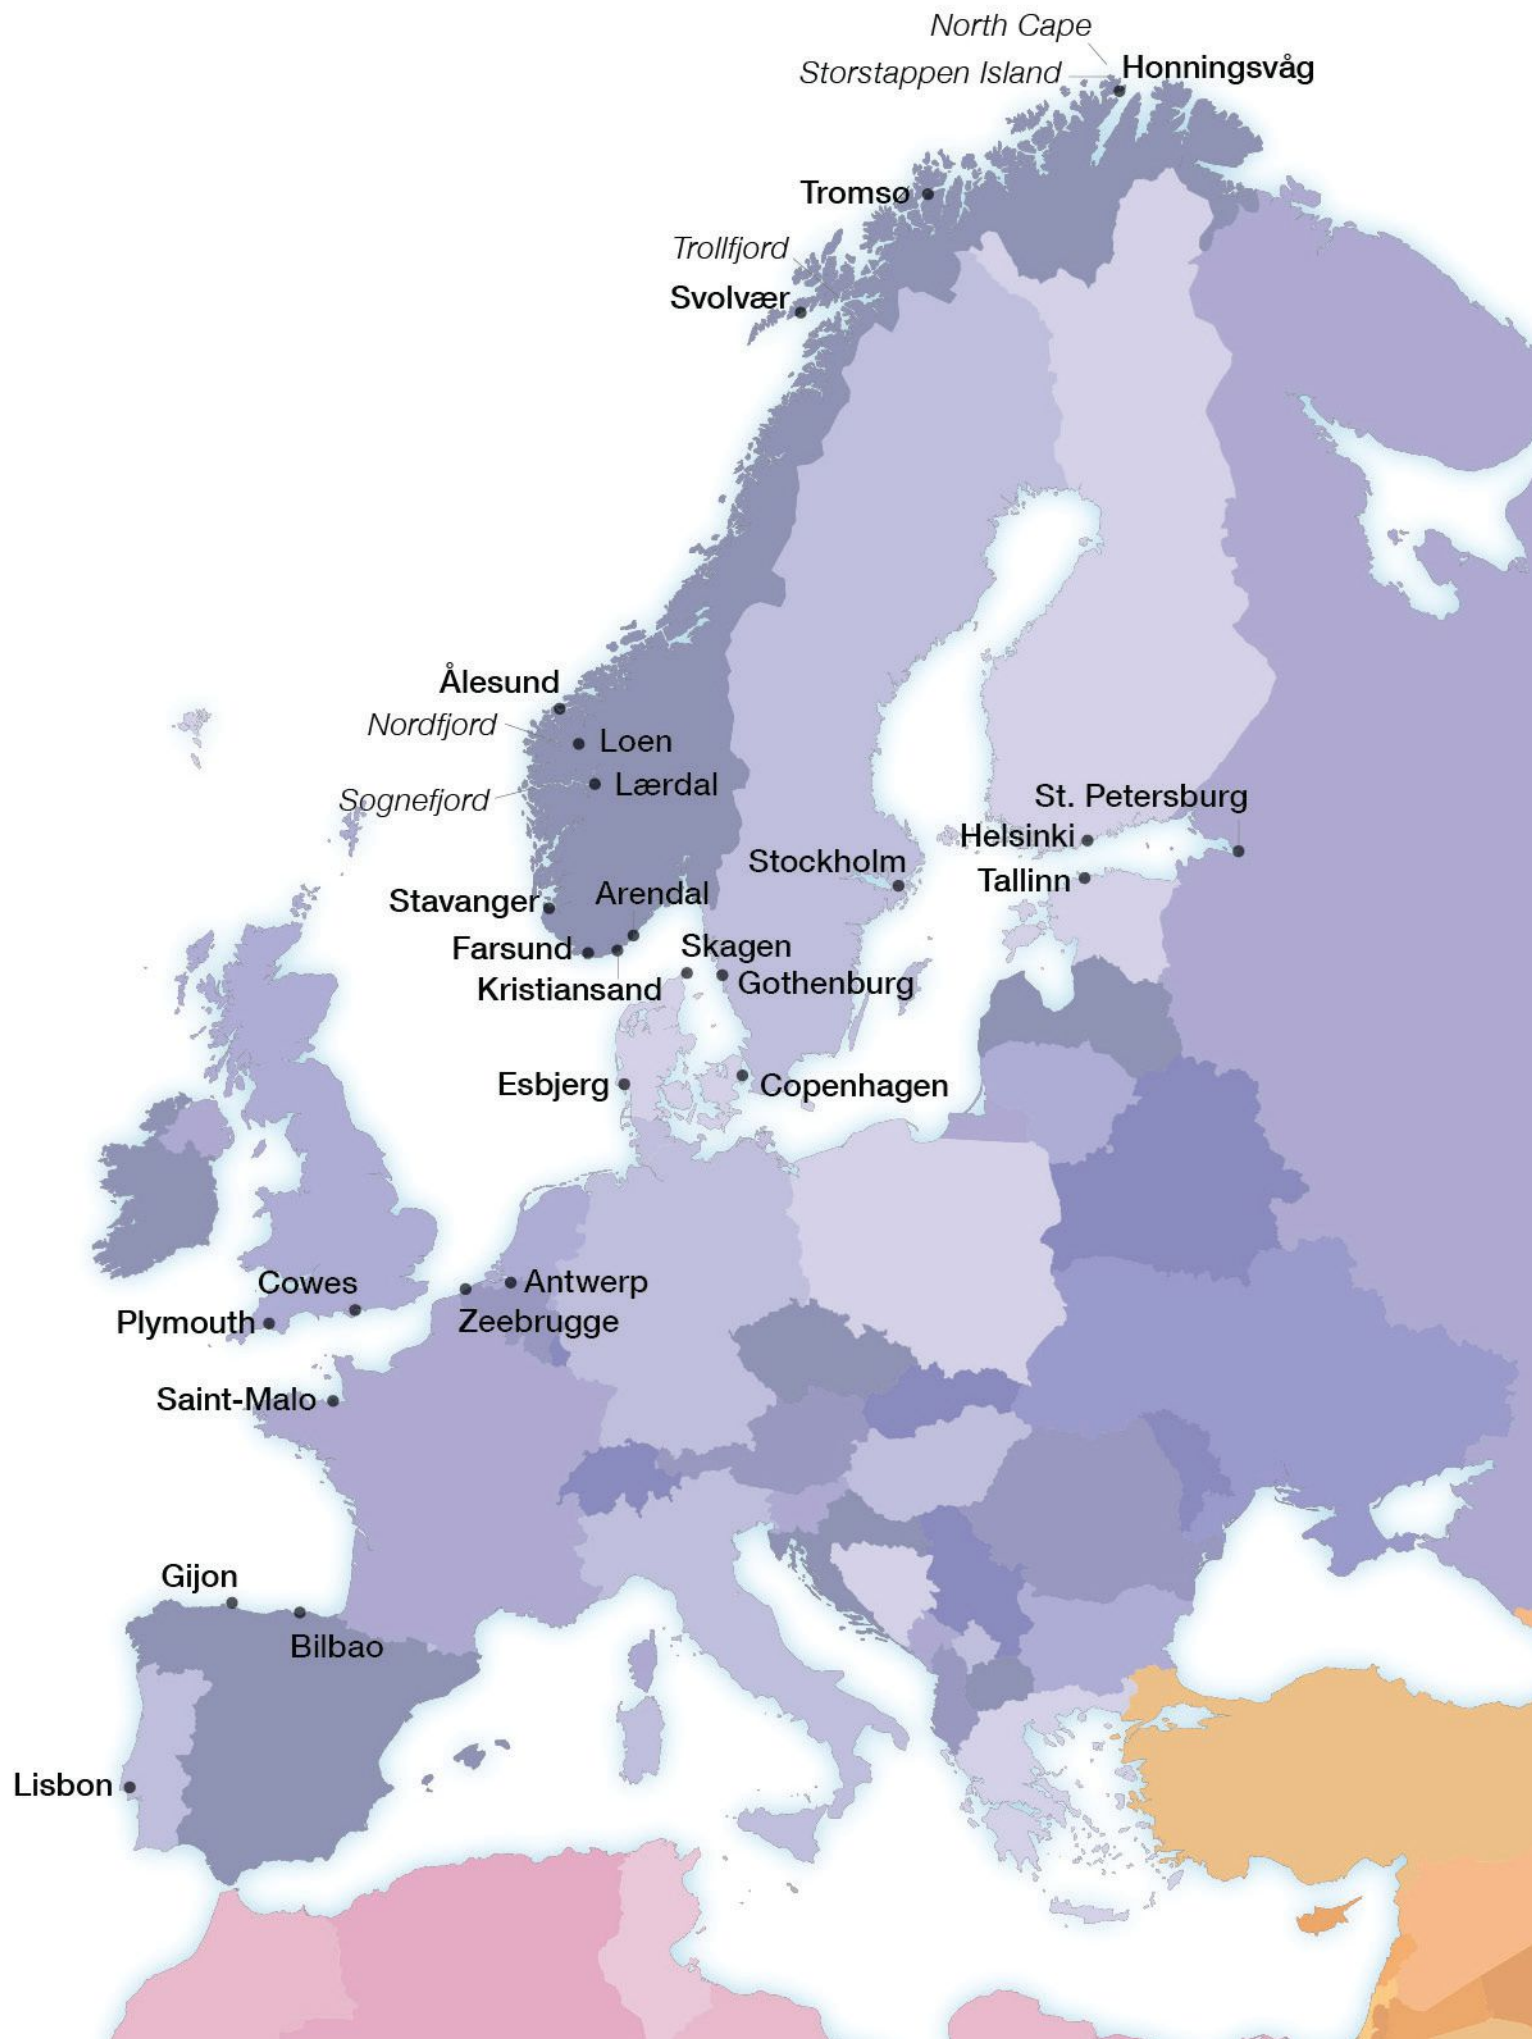 North Cape
Storstappen Island
Honningsvåg
Tromsø
Trollfjord
Svolvær
Ålesund
Nordfjord
Loen
Lærdal
Sognefjord
St. Petersburg
Helsinki
Stockholm
Tallinn
Arendal
Stavanger
Farsund
Skagen
Kristiansand
Gothenburg
Esbjerg
Copenhagen
Cowes
Antwerp
Plymouth
Zeebrugge
Saint-Malo
Gijon
Bilbao
Lisbon